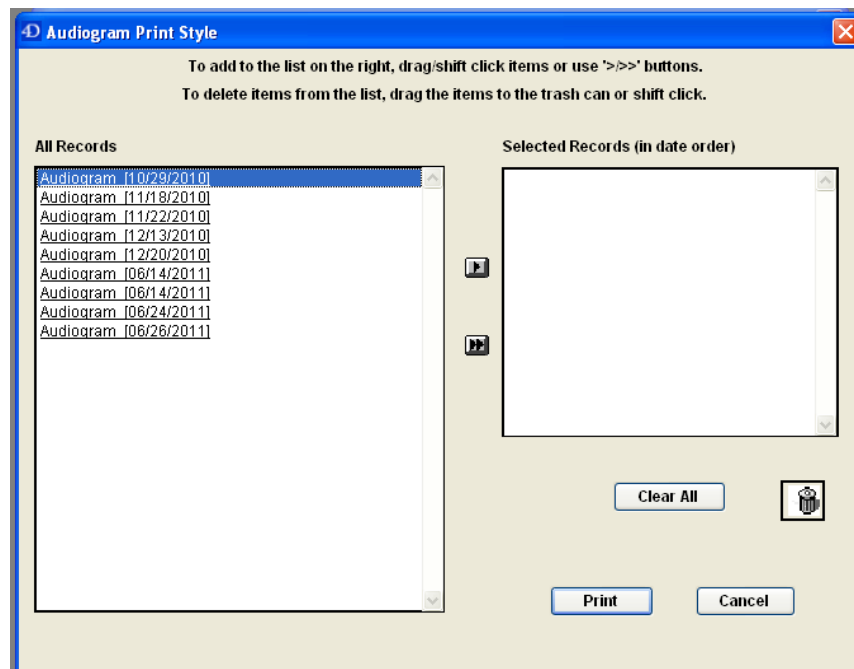 4D Audiogram Print Style
To add to the list on the right, drag/shift click items or use '>/>>' buttons.
To delete items from the list, drag the items to the trash can or shift click.
All Records
Audiogram [10/29/2010]
Audiogram [11/18/2010]
Audiogram [11/22/2010]
Audiogram [12/13/2010]
Audiogram [12/20/2010]
Audiogram [06/14/2011]
Audiogram [06/14/2011]
Audiogram [06/24/2011]
Audiogram [06/26/2011]
Selected Records (in date order)
Clear All
Print
Cancel